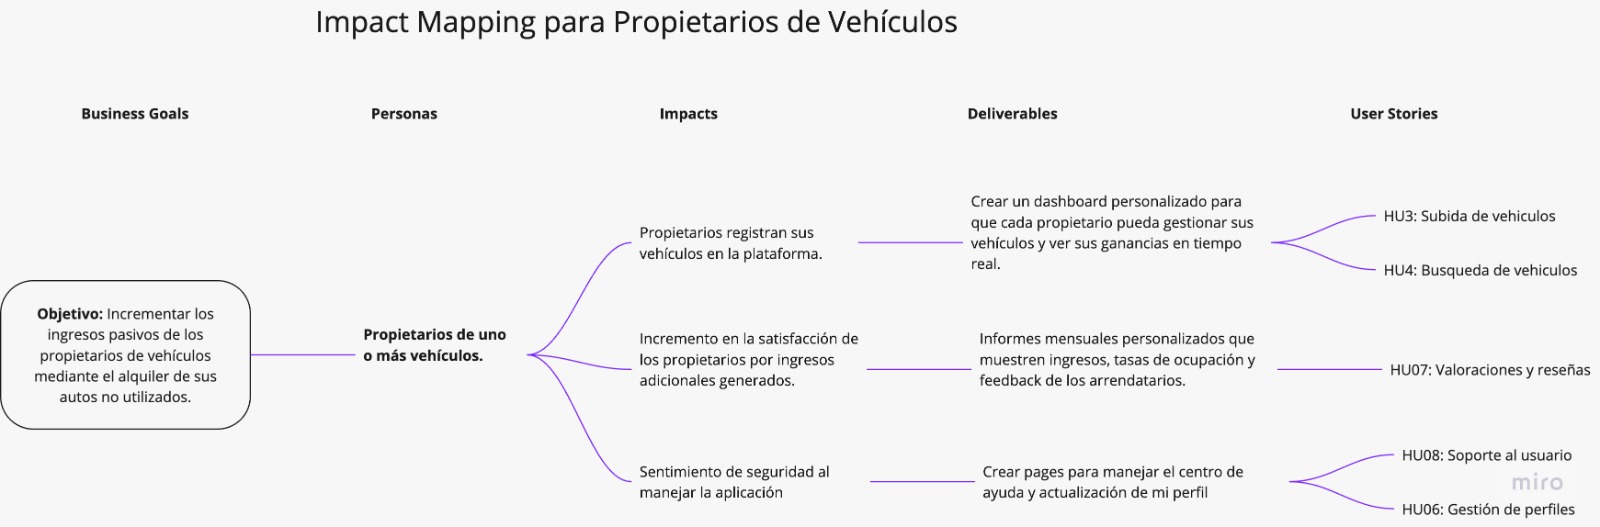 Impact Mapping para Propietarios de Vehículos
Business Goals
Personas
Impacts
Deliverables
User Stories
Objetivo: Incrementar los
ingresos pasivos de los
propietarios de vehículos
mediante el alquiler de sus
autos no utilizados.
Propietarios de uno
o más vehículos.
Propietarios registran sus
vehículos en la plataforma.
Crear un dashboard personalizado para
que cada propietario pueda gestionar sus
vehículos y ver sus ganancias en tiempo
real.
HU3: Subida de vehiculos
HU4: Busqueda de vehiculos
Incremento en la satisfacción de
los propietarios por ingresos
adicionales generados.
Informes mensuales personalizados que
muestren ingresos, tasas de ocupación y
feedback de los arrendatarios.
HU07: Valoraciones y reseñas
Sentimiento de seguridad al
manejar la aplicación
Crear pages para manejar el centro de
ayuda y actualización de mi perfil
HU08: Soporte al usuario
miro
HU06: Gestión de perfiles